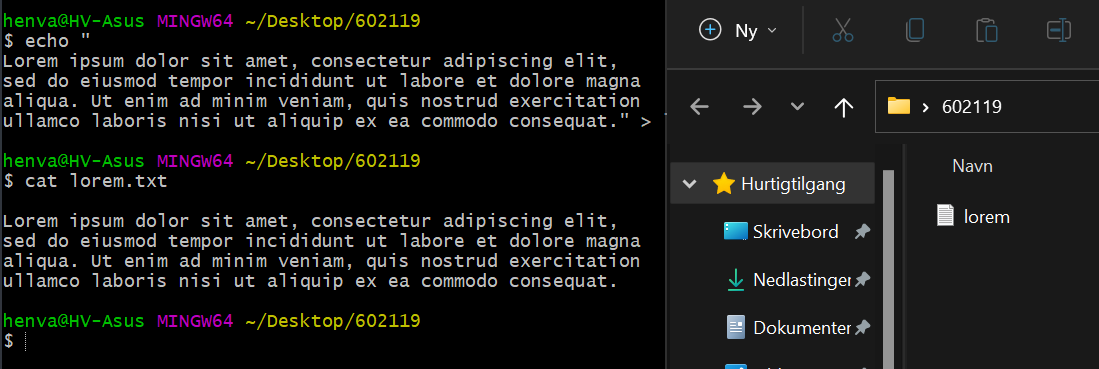 henva@HV-Asus MINGW64 ~/Desktop/602119
$ echo "
Lorem ipsum dolor sit amet, consectetur adipiscing elit,
sed do eiusmod tempor incididunt ut labore et dolore magna
aliqua. Ut enim ad minim veniam, quis nostrud exercitation
ullamco laboris nisi ut aliquip ex ea commodo consequat." >
henva@HV-Asus MINGW64 ~/Desktop/602119
$ cat lorem.txt
Lorem ipsum dolor sit amet, consectetur adipiscing elit,
sed do eiusmod tempor incididunt ut labore et dolore magna
aliqua. Ut enim ad minim veniam, quis nostrud exercitation
ullamco laboris nisi ut aliquip ex ea commodo consequat.
henva@HV-Asus MINGW64 ~/Desktop/602119
$
Ny
602119
Hurtigtilgang
Skrivebord
Nedlastinger
Dokumenter
Navn
lorem